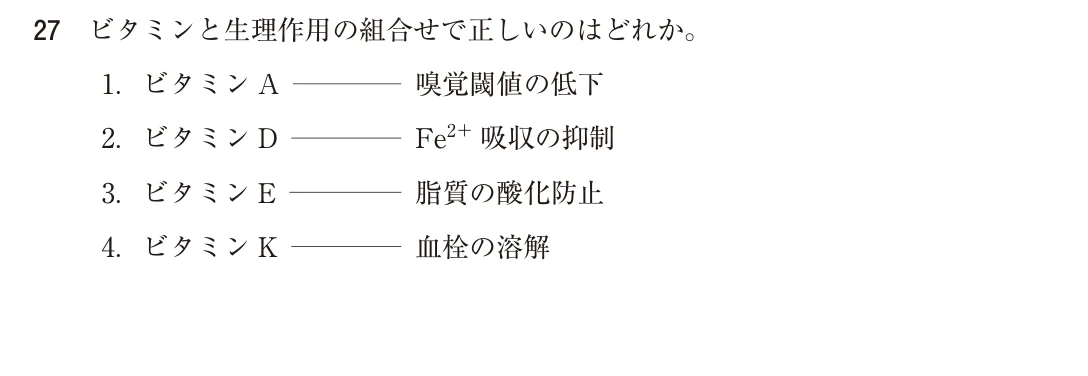 27 ビタミンと生理作用の組合せで正しいのはどれか。
1. ビタミン A ———— 嗅覚閾値の低下
2. ビタミン D ———— Fe²⁺ 吸収の抑制
3. ビタミン E ———— 脂質の酸化防止
4. ビタミン K ———— 血栓の溶解